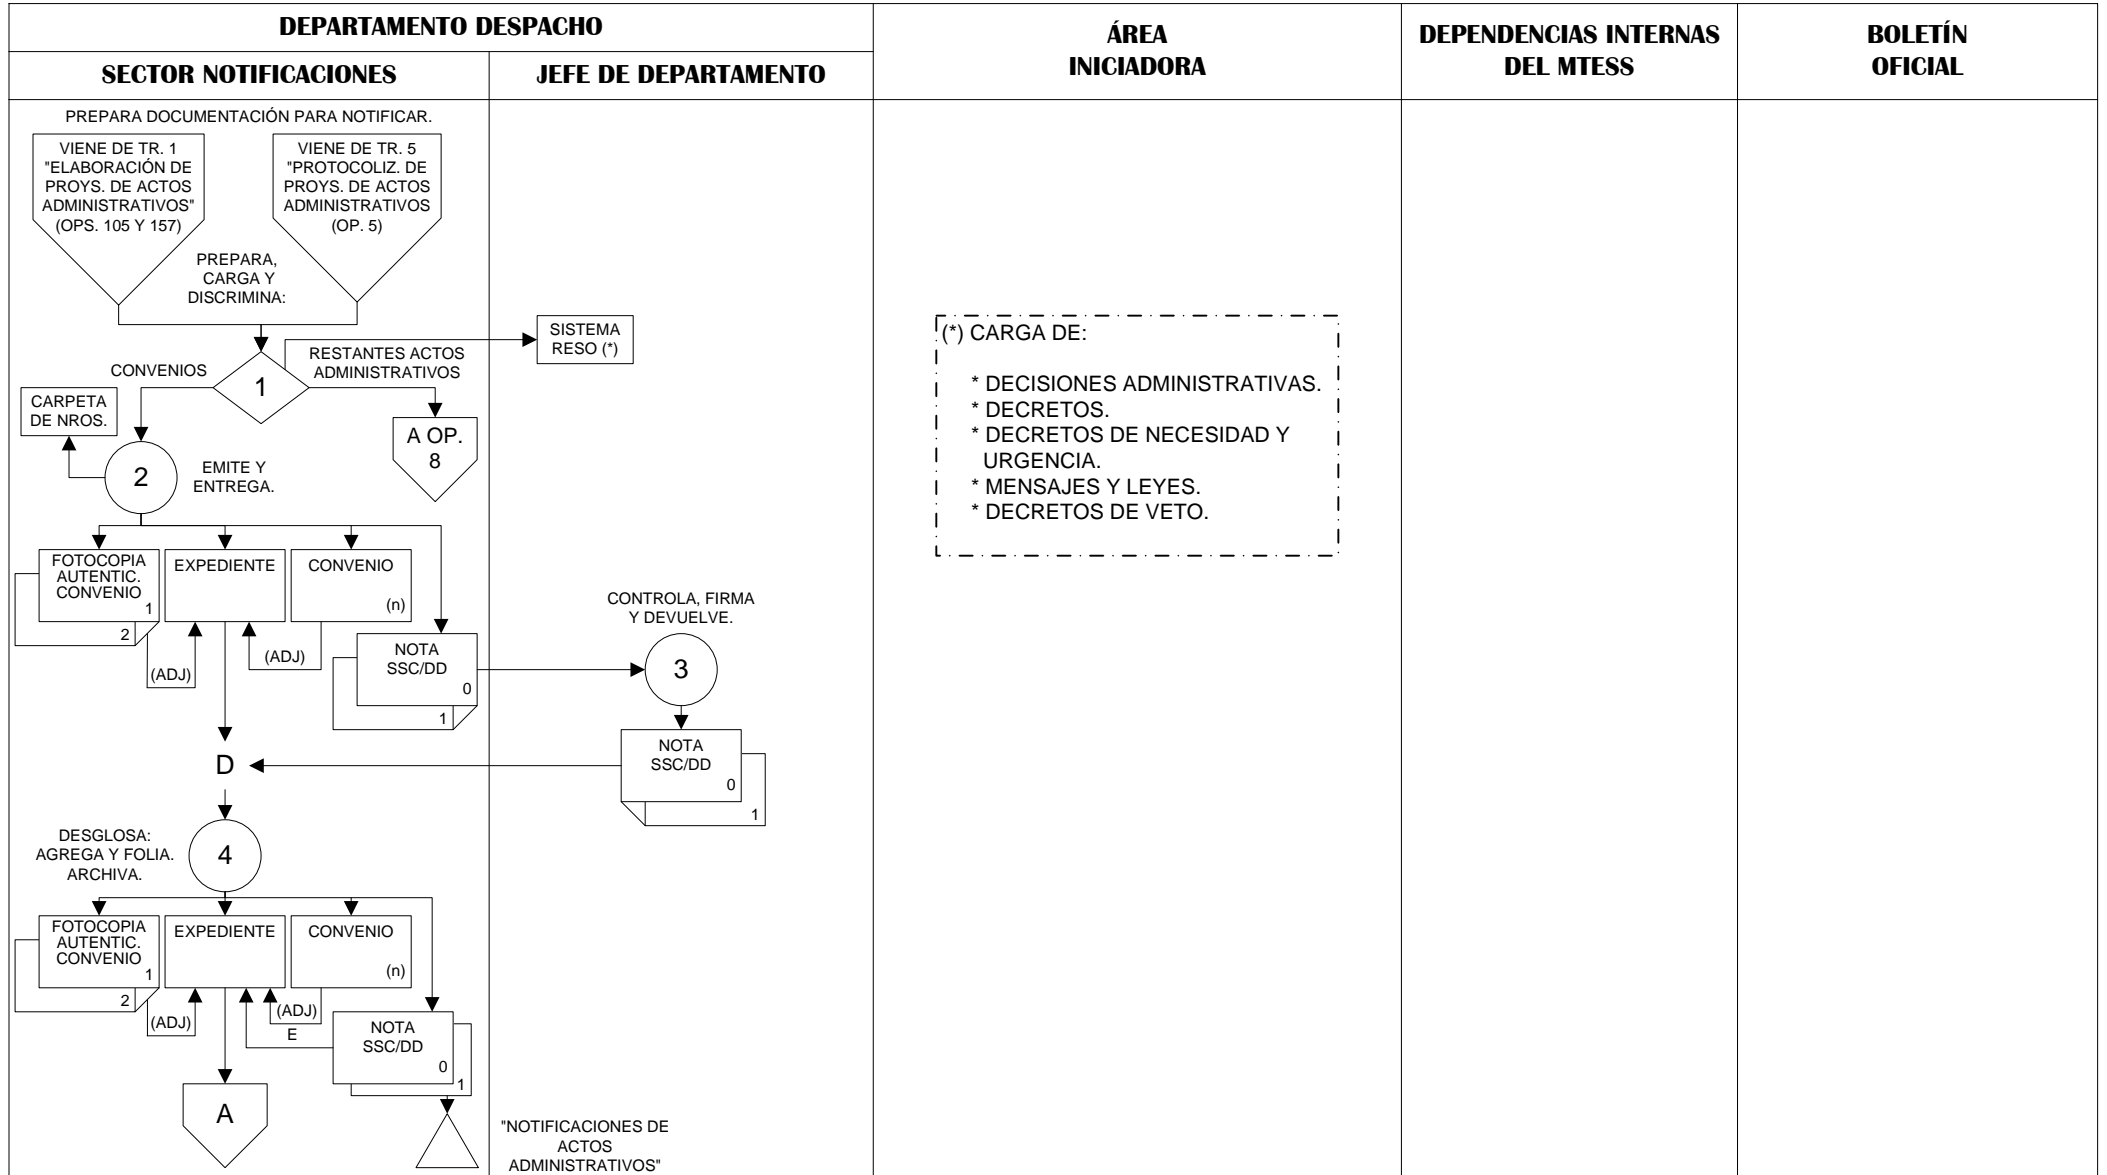 DEPARTAMENTO DESPACHO
SECTOR NOTIFICACIONES
JEFE DE DEPARTAMENTO
ÁREA
INICIADORA
DEPENDENCIAS INTERNAS
DEL MTESS
BOLETÍN
OFICIAL
PREPARA DOCUMENTACIÓN PARA NOTIFICAR.
VIENE DE TR. 1
"ELABORACIÓN DE
PROYS. DE ACTOS
ADMINISTRATIVOS"
(OPS. 105 Y 157)
VIENE DE TR. 5
"PROTOCOLIZ. DE
PROYS. DE ACTOS
ADMINISTRATIVOS
(OP. 5)
PREPARA,
CARGA Y
DISCRIMINA:
SISTEMA
RESO (*)
CONVENIOS
1
RESTANTES ACTOS
ADMINISTRATIVOS
CARPETA
DE NROS.
A OP.
8
2
EMITE Y
ENTREGA.
FOTOCOPIA
AUTENTIC.
CONVENIO
1
2
EXPEDIENTE
CONVENIO
(n)
(ADJ)
(ADJ)
NOTA
SSC/DD
0
1
CONTROLA, FIRMA
Y DEVUELVE.
3
NOTA
SSC/DD
0
1
D
DESGLOSA:
AGREGA Y FOLIA.
ARCHIVA.
4
FOTOCOPIA
AUTENTIC.
CONVENIO
1
2
EXPEDIENTE
CONVENIO
(n)
(ADJ)
(ADJ)
E
NOTA
SSC/DD
0
1
A
"NOTIFICACIONES DE
ACTOS
ADMINISTRATIVOS"
(*) CARGA DE:
* DECISIONES ADMINISTRATIVAS.
* DECRETOS.
* DECRETOS DE NECESIDAD Y
URGENCIA.
* MENSAJES Y LEYES.
* DECRETOS DE VETO.